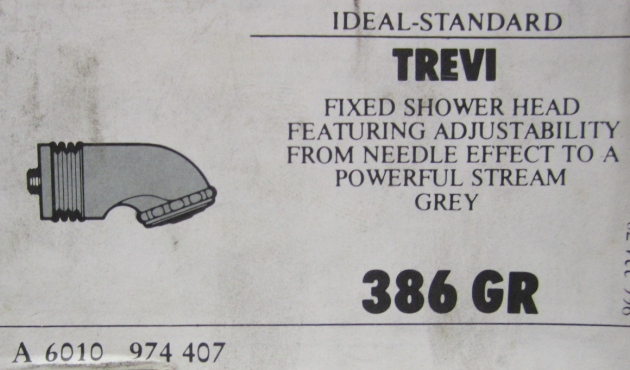 IDEAL-STANDARD
TREVI
FIXED SHOWER HEAD
FEATURING ADJUSTABILITY
FROM NEEDLE EFFECT TO A
POWERFUL STREAM
GREY
386 GR
A 6010 974 407